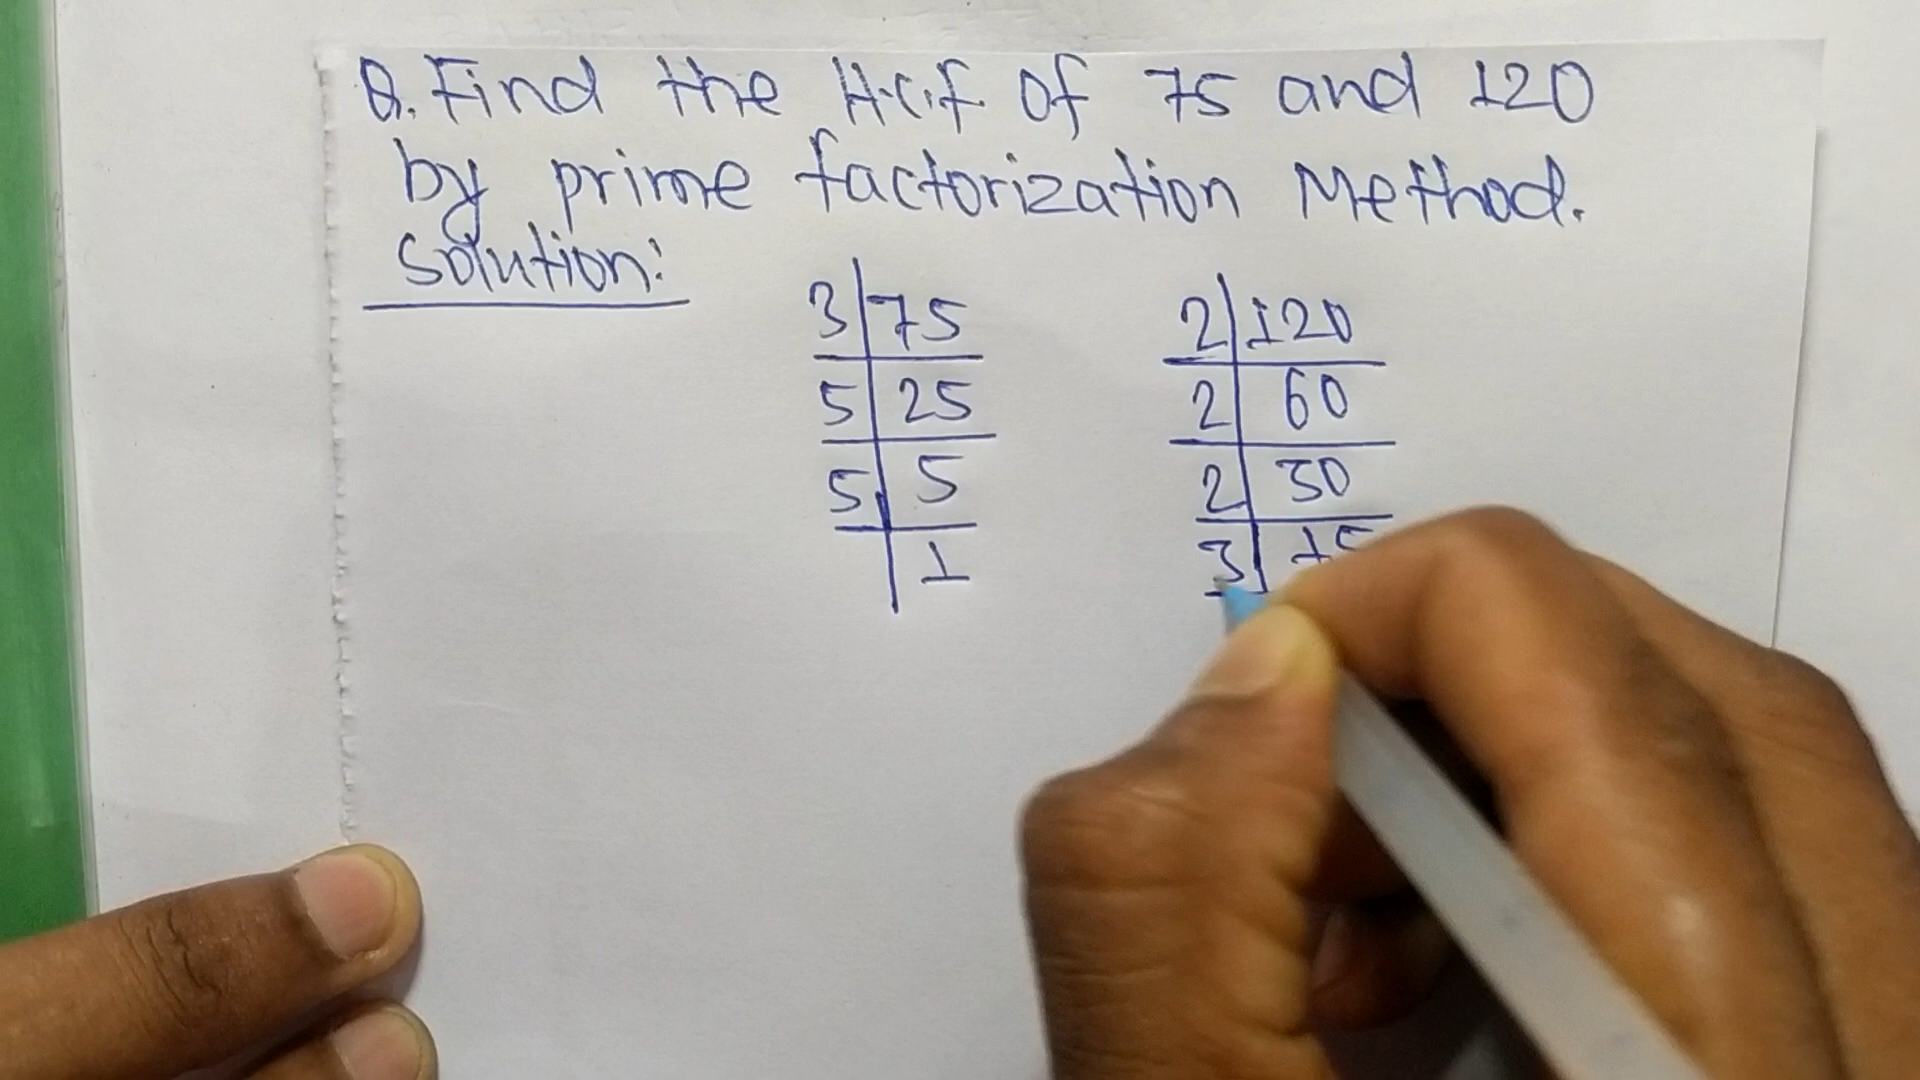 Q. Find the H.C.F. Of 75 and 120
by prime factorization Method.
Solution:
3 75 2 120
5 25 2 60
5 5 2 30
1 3 15